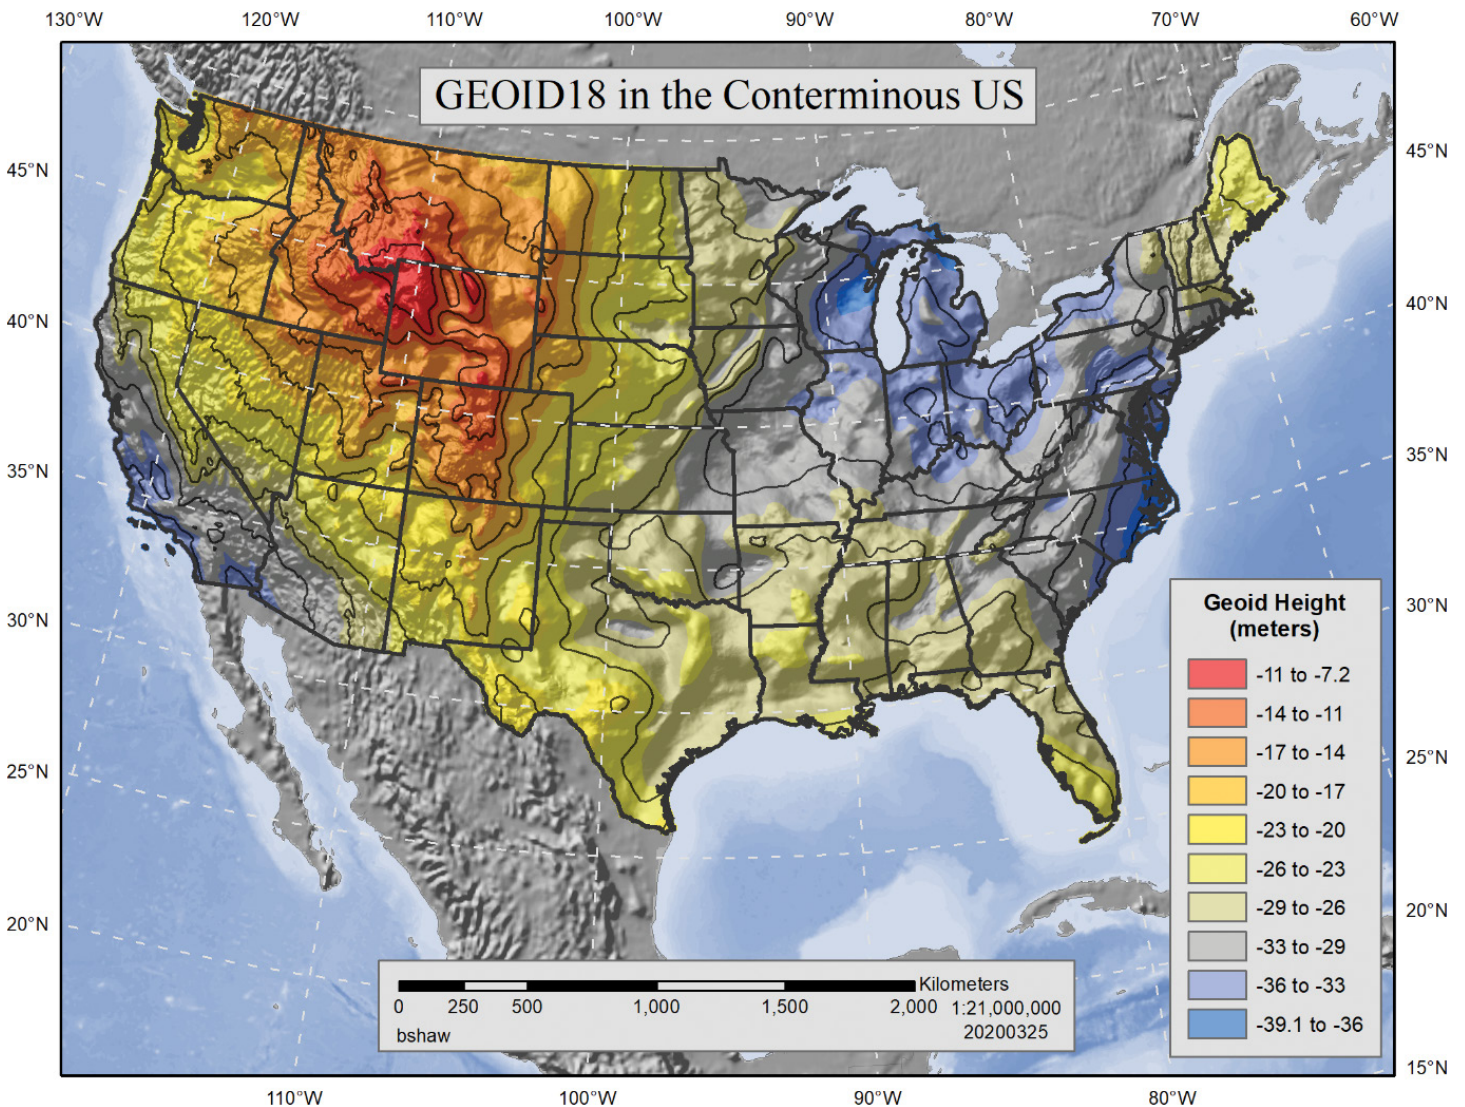 130°W 120°W 110°W 100°W 90°W 80°W 70°W 60°W
GEOID18 in the Conterminous US
45°N 45°N
40°N 40°N
35°N 35°N
30°N 30°N
25°N 25°N
20°N 20°N
15°N
Geoid Height
(meters)
-11 to -7.2
-14 to -11
-17 to -14
-20 to -17
-23 to -20
-26 to -23
-29 to -26
-33 to -29
-36 to -33
-39.1 to -36
Kilometers
0 250 500 1,000 1,500 2,000 1:21,000,000
bshaw 20200325
110°W 100°W 90°W 80°W